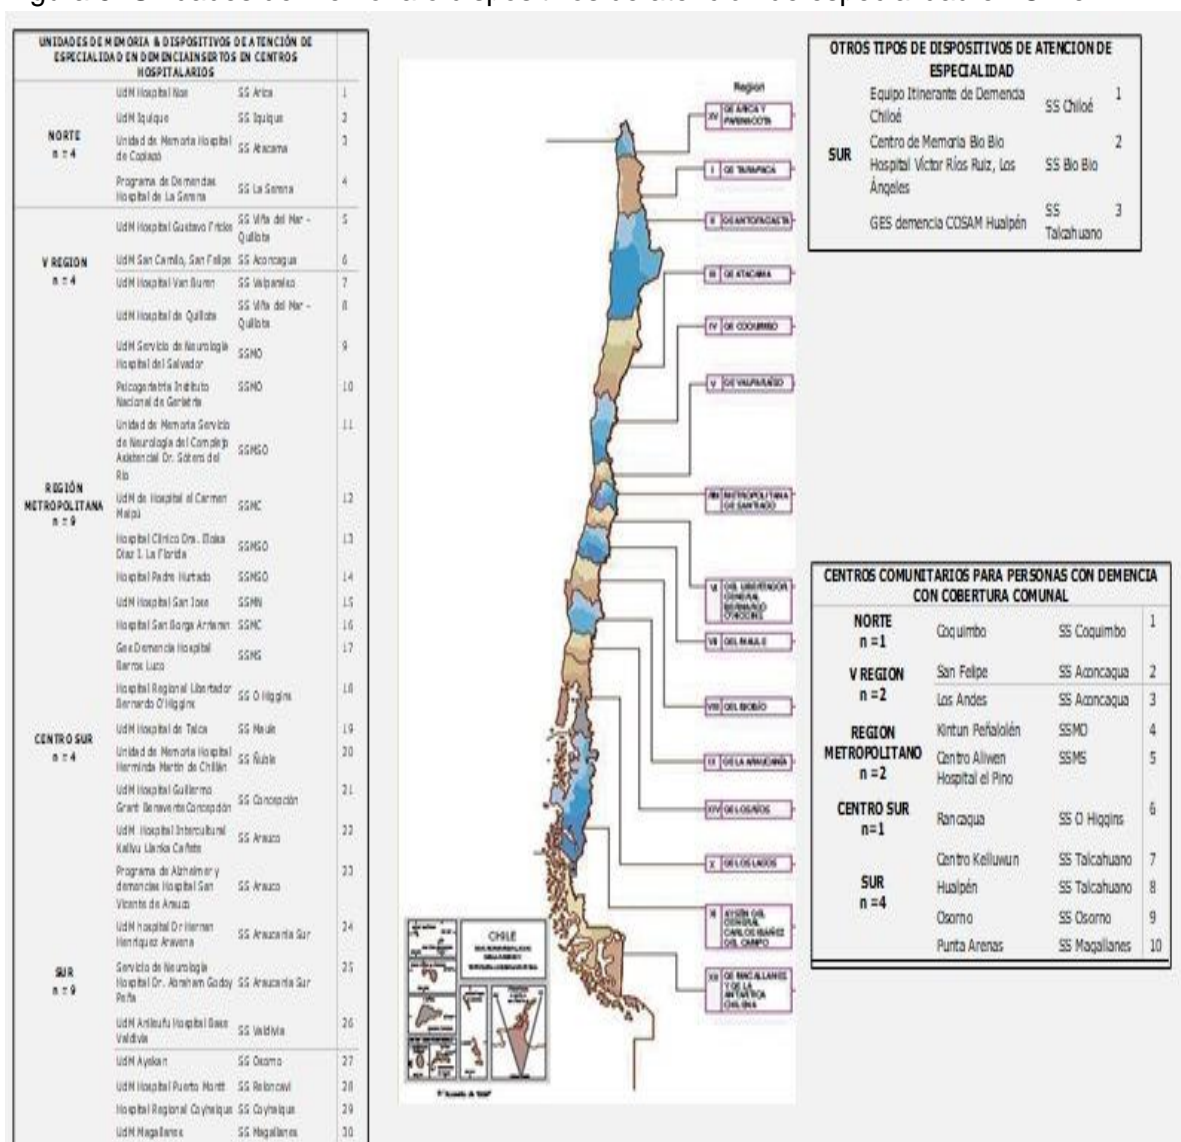 UNIDADES DE MEMORIA & DISPOSITIVOS DE ATENCIÓN DE
ESPECIALIDAD EN DEMENCIAINSERTOS EN CENTROS
HOSPITALARIOS
NORTE
n = 4
UdM Hospital Noe SS Arica 1
UdM Iquique SS Iquique 2
Unidad de Memoria Hospital
de Copiapó SS Atacama 3
Programa de Demencias
Hospital de La Serena SS La Serena 4
V REGION
n = 4
UdM Hospital Gustavo Fricke SS Viña del Mar -
Quillota 5
UdM San Camilo, San Felipe SS Aconcagua 6
UdM Hospital Van Buren SS Valparaíso 7
UdM Hospital de Quillota SS Viña del Mar -
Quillota 8
REGIÓN
METROPOLITANA
n = 9
UdM Servicio de Neurología
Hospital del Salvador SSMO 9
Psicogeriatría Instituto
Nacional de Geriatría SSMO 10
Unidad de Memoria Servicio
de Neurología del Complejo
Asistencial Dr. Sótero del
Río SSMSO 11
UdM de Hospital el Carmen
Maipú SSMC 12
Hospital Clínico Dra. Eloisa
Díaz I. La Florida SSMSO 13
Hospital Padre Hurtado SSMSO 14
UdM Hospital San Jose SSMN 15
Hospital San Borja Arriaran SSMC 16
Ges Demencia Hospital
Barros Luco SSMS 17
CENTRO SUR
n = 4
Hospital Regional Libertador
Bernardo O'Higgins SS O Higgins 18
UdM Hospital de Talca SS Maule 19
Unidad de Memoria Hospital
Herminda Martín de Chillán SS Ñuble 20
UdM Hospital Guillermo
Grant Benavente Concepción SS Concepción 21
SUR
n = 9
UdM. Hospital Intercultural
Kallvu Llanka Cañete SS Arauco 22
Programa de Alzheimer y
demencias Hospital San
Vicente de Arauco SS Arauco 23
UdM hospital Dr Hernan
Henriquez Aravena SS Araucanía Sur 24
Servicio de Neurología
Hospital Dr. Abraham Godoy
Peña SS Araucanía Sur 25
UdM Hospital Base
Valdivia SS Valdivia 26
UdM Ayekan SS Osorno 27
UdM Hospital Puerto Montt SS Reloncaví 28
Hospital Regional Coyhaique SS Coyhaique 29
UdM Magallanes SS Magallanes 30
Región
XV DE ARICA Y
PARINACOTA
I DE TARAPACÁ
II DE ANTOFAGASTA
III DE ATACAMA
IV DE COQUIMBO
V DE VALPARAÍSO
METROPOLITANA
DE SANTIAGO
VI DEL LIBERTADOR
GENERAL
BERNARDO
O'HIGGINS
VII DEL MAULE
VIII DEL BIOBÍO
IX DE LA ARAUCANÍA
XIV DE LOS RÍOS
X DE LOS LAGOS
XI AYSÉN DEL
GENERAL
CARLOS IBÁÑEZ
DEL CAMPO
XII DE MAGALLANES
Y DE LA
ANTÁRTICA
CHILENA
CHILE
OTROS TIPOS DE DISPOSITIVOS DE ATENCION DE
ESPECIALIDAD
SUR
Equipo Itinerante de Demencia
Chiloé SS Chiloé 1
Centro de Memoria Bio Bio
Hospital Víctor Ríos Ruiz, Los
Ángeles SS Bio Bio 2
GES demencia COSAM Hualpén SS
Talcahuano 3
CENTROS COMUNITARIOS PARA PERSONAS CON DEMENCIA
CON COBERTURA COMUNAL
NORTE
n =1
Coquimbo SS Coquimbo 1
V REGION
n =2
San Felipe SS Aconcagua 2
Los Andes SS Aconcagua 3
REGION
METROPOLITANO
n =2
Kintun Peñalolén SSMO 4
Centro Aliwen
Hospital el Pino SSMS 5
CENTRO SUR
n=1
Rancagua SS O Higgins 6
SUR
n =4
Centro Kelluwun SS Talcahuano 7
Hualpén SS Talcahuano 8
Osorno SS Osorno 9
Punta Arenas SS Magallanes 10